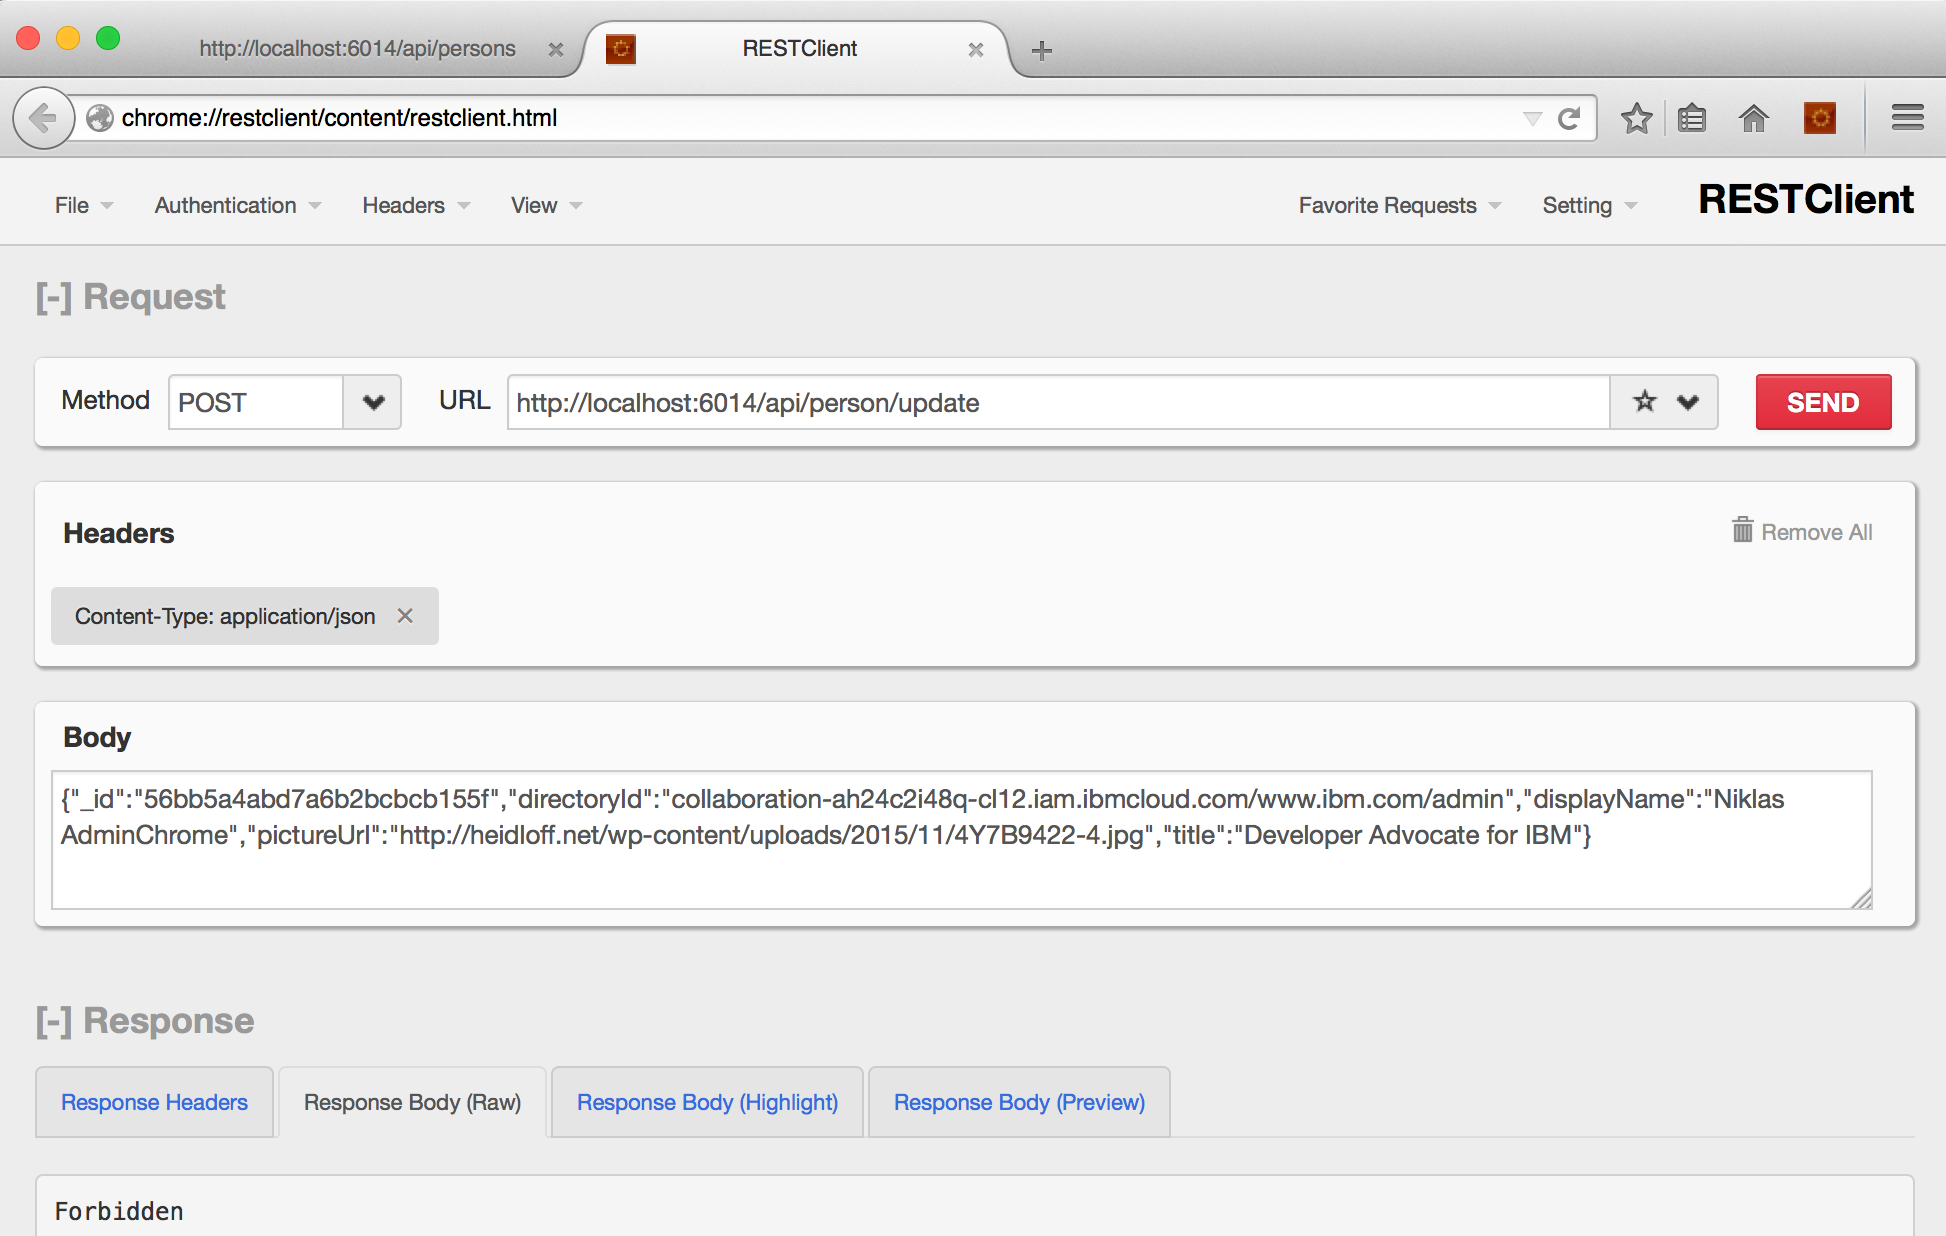 http://localhost:6014/api/persons
RESTClient
chrome://restclient/content/restclient.html
File Authentication Headers View Favorite Requests Setting RESTClient
[-] Request
Method POST URL http://localhost:6014/api/person/update SEND
Headers Remove All
Content-Type: application/json
Body
{"_id":"56bb5a4abd7a6b2bcbcb155f","directoryId":"collaboration-ah24c2i48q-cl12.iam.ibmcloud.com/www.ibm.com/admin","displayName":"Niklas
AdminChrome","pictureUrl":"http://heidloff.net/wp-content/uploads/2015/11/4Y7B9422-4.jpg","title":"Developer Advocate for IBM"}
[-] Response
Response Headers Response Body (Raw) Response Body (Highlight) Response Body (Preview)
Forbidden